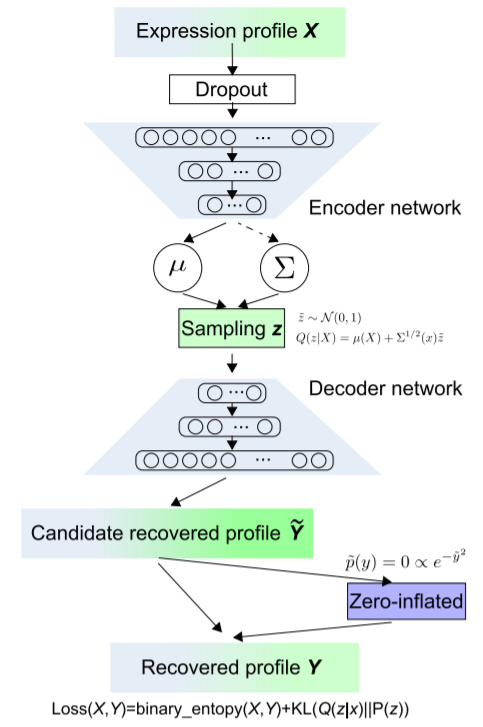 Expression profile X
Dropout
○○○○○ ... ○○
○○ ... ○
○...○
Encoder network
μ
Σ
Sampling z
z̃ ∼ 𝒩(0, 1)
Q(z|X) = μ(X) + Σ^{1/2}(x)z̃
Decoder network
○...○
○○ ... ○
○○○○○ ... ○○
Candidate recovered profile Ỹ
p̃(y) = 0 ∝ e^{−ỹ²}
Zero-inflated
Recovered profile Y
Loss(X,Y)=binary_entopy(X,Y)+KL(Q(z|x)||P(z))